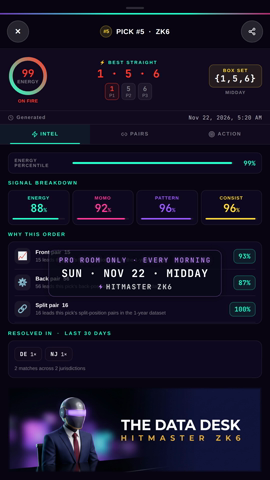 #5 PICK #5 · ZK6
99
ENERGY
ON FIRE
⚡ BEST STRAIGHT
1 · 5 · 6
1 5 6
P1 P2 P3
BOX SET
{1,5,6}
MIDDAY
Generated Nov 22, 2026, 5:20 AM
INTEL
PAIRS
ACTION
ENERGY PERCENTILE 99%
SIGNAL BREAKDOWN
ENERGY MOMO PATTERN CONSIST
88% 92% 96% 96%
WHY THIS ORDER
Front pair 15 93%
PRO ROOM ONLY · EVERY MORNING
SUN · NOV 22 · MIDDAY
HITMASTER ZK6
Back 87%
Split pair 16 100%
16 leads this pick's split-position pairs in the 1-year dataset
RESOLVED IN · LAST 30 DAYS
DE 1× NJ 1×
2 matches across 2 jurisdictions
THE DATA DESK
HITMASTER ZK6